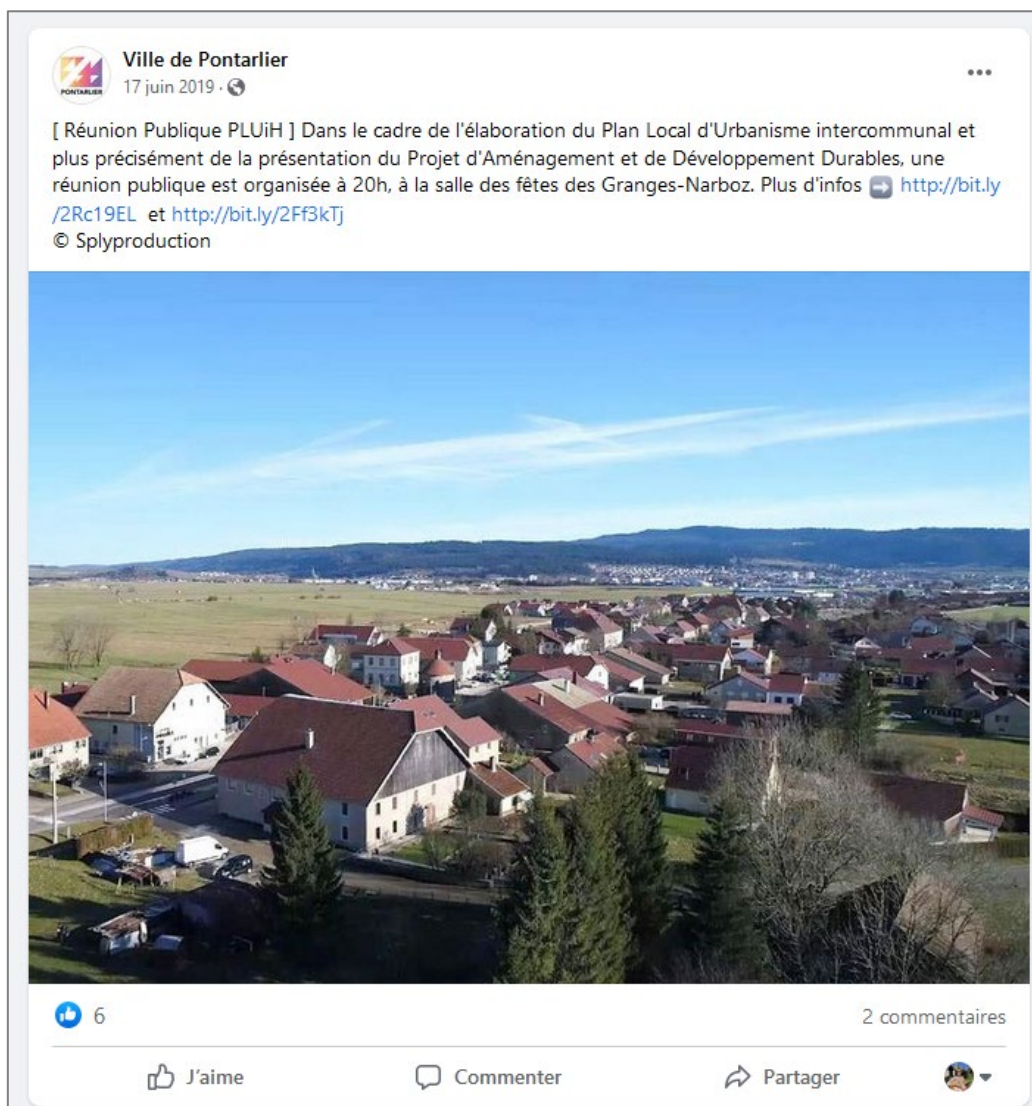 Ville de Pontarlier
17 juin 2019 ·
PONTARLIER
[ Réunion Publique PLUiH ] Dans le cadre de l'élaboration du Plan Local d'Urbanisme intercommunal et
plus précisément de la présentation du Projet d'Aménagement et de Développement Durables, une
réunion publique est organisée à 20h, à la salle des fêtes des Granges-Narboz. Plus d'infos ➡️ http://bit.ly
/2Rc19EL et http://bit.ly/2Ff3kTj
© Splyproduction
6
2 commentaires
J'aime
Commenter
Partager